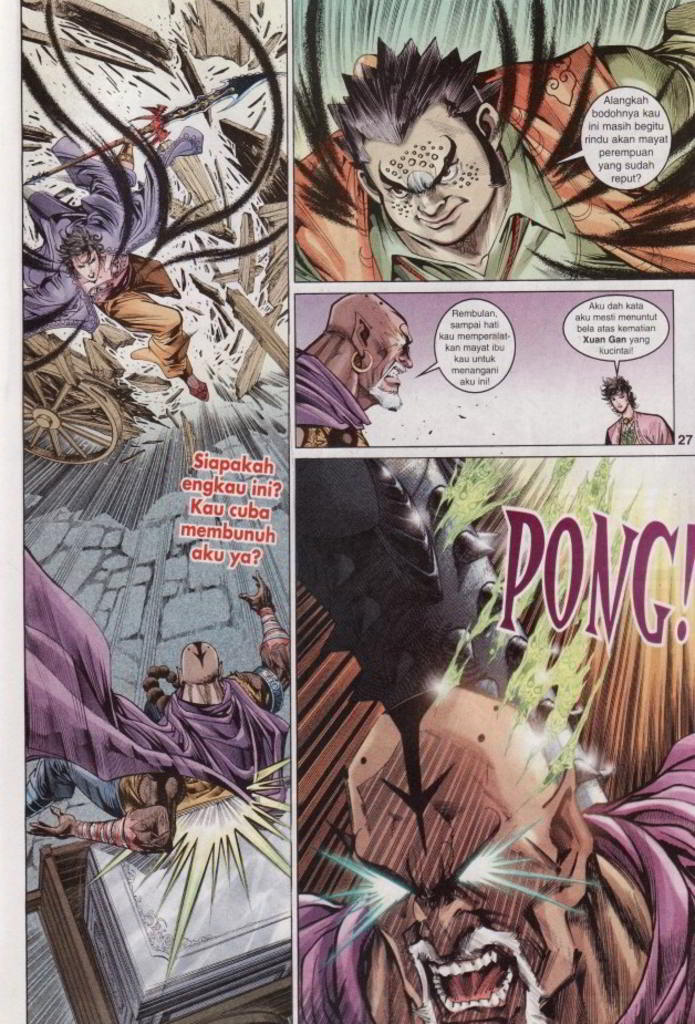 Siapakah
engkau ini?
Kau cuba
membunuh
aku ya?
Alangkah
bodohnya kau
ini masih begitu
rindu akan mayat
perempuan
yang sudah
reput?
Rembulan,
sampai hati
kau memperalat-
kan mayat ibu
kau untuk
menangani
aku ini!
Aku dah kata
aku mesti menuntut
bela atas kematian
Xuan Gan yang
kucintai!
27
PONG!